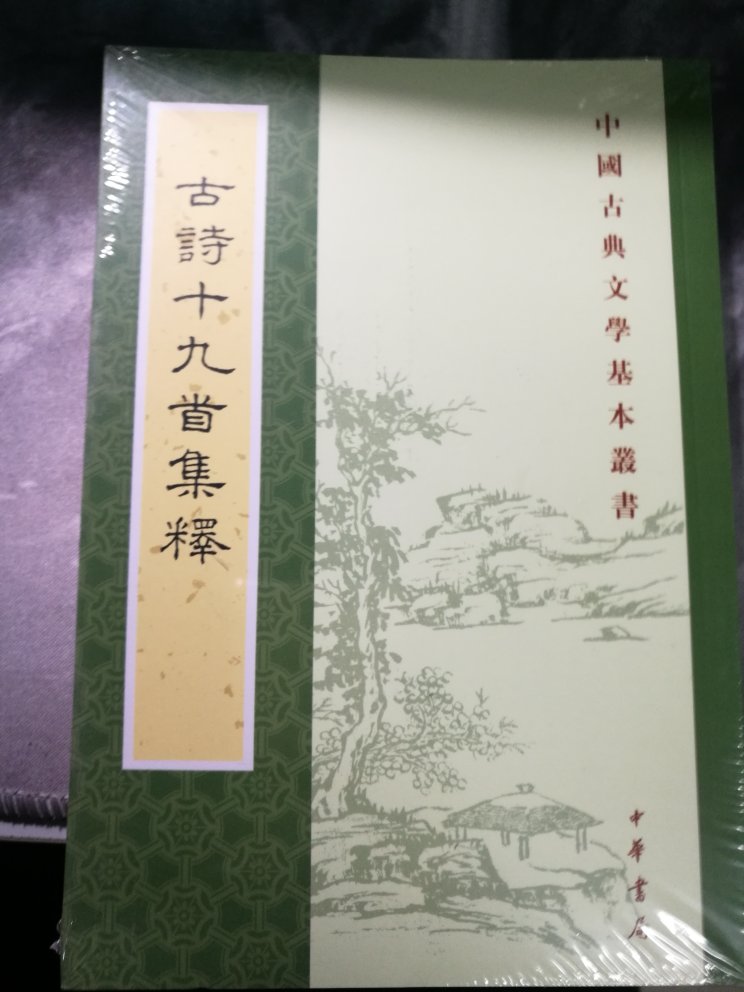 中國古典文學基本叢書
古詩十九首集釋
中華書局